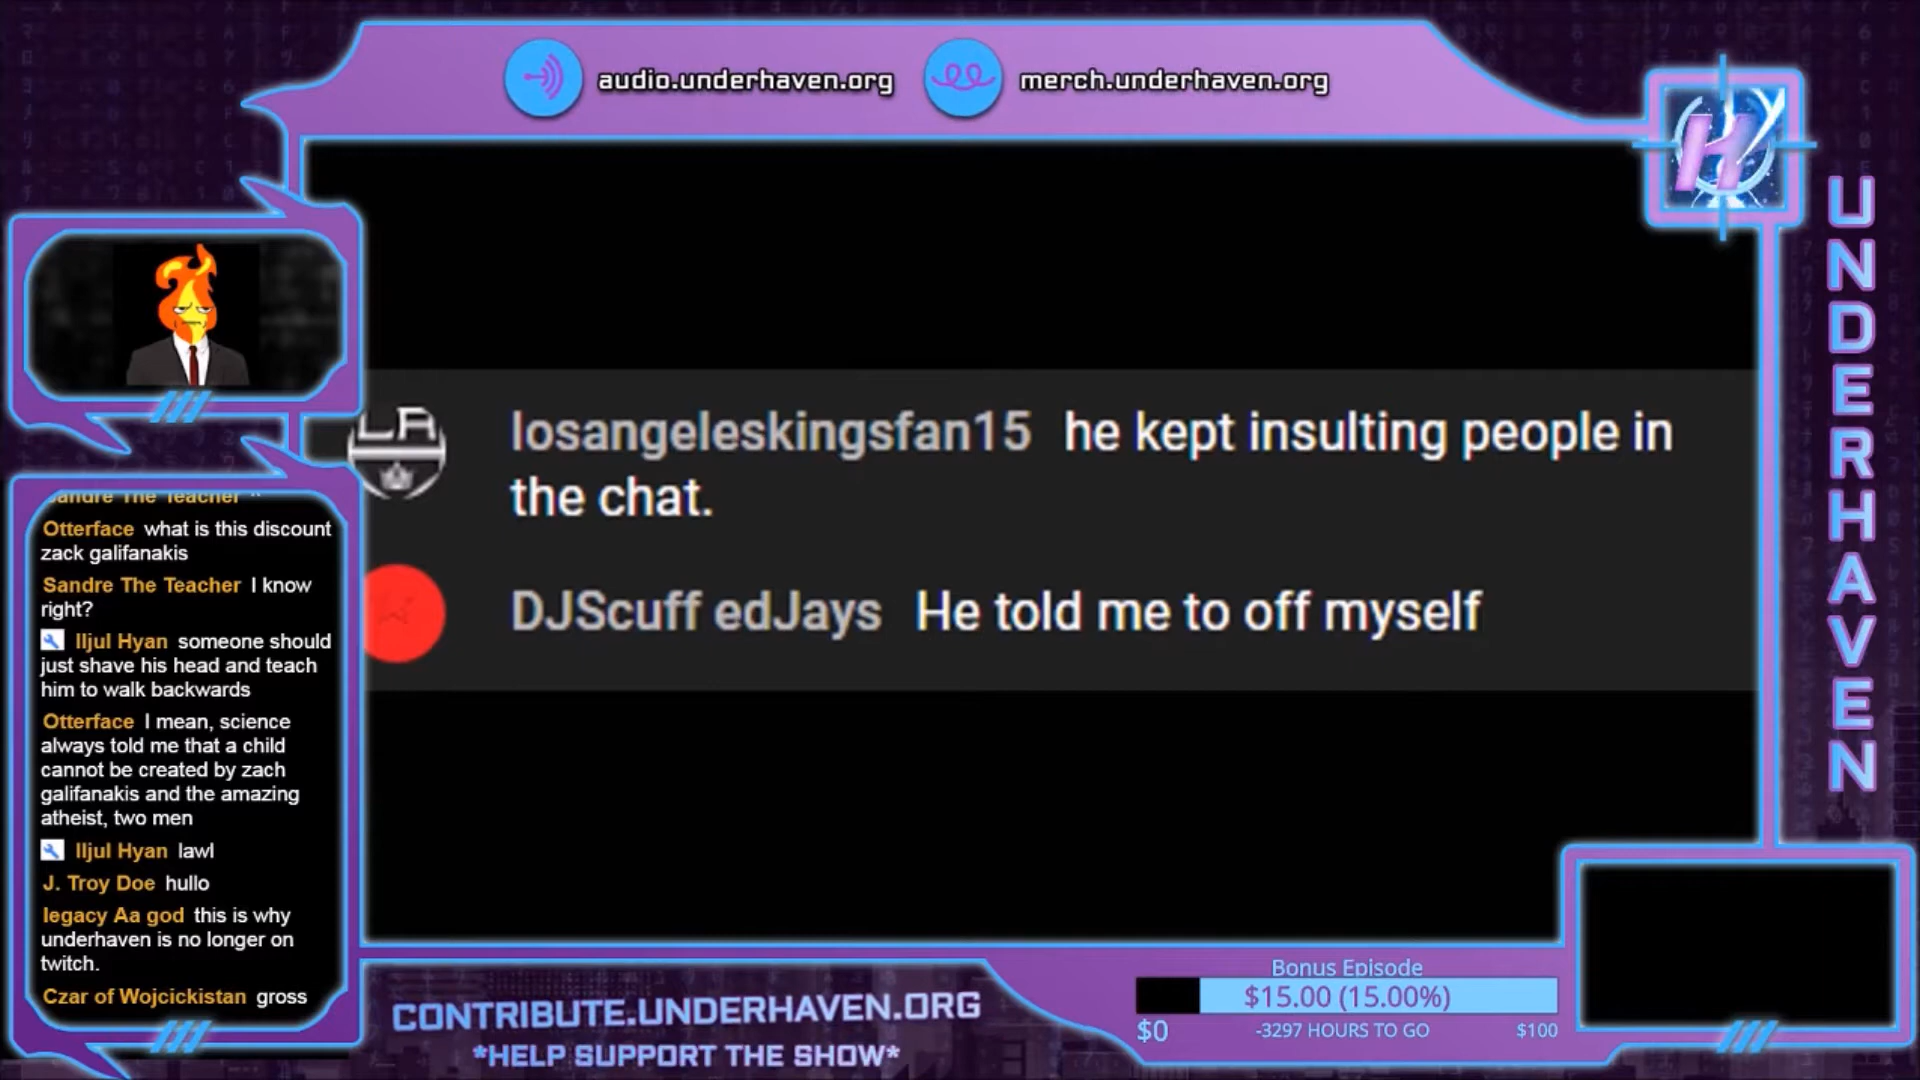 audio.underhaven.org
merch.underhaven.org
UNDERHAVEN
losangeleskingsfan15 he kept insulting people in
the chat.
DJScuff edJays He told me to off myself
Sandre The Teacher ^
Otterface what is this discount
zack galifanakis
Sandre The Teacher I know
right?
Iljul Hyan someone should
just shave his head and teach
him to walk backwards
Otterface I mean, science
always told me that a child
cannot be created by zach
galifanakis and the amazing
atheist, two men
Iljul Hyan lawl
J. Troy Doe hullo
legacy Aa god this is why
underhaven is no longer on
twitch.
Czar of Wojcickistan gross
CONTRIBUTE.UNDERHAVEN.ORG
*HELP SUPPORT THE SHOW*
Bonus Episode
$15.00 (15.00%)
$0 -3297 HOURS TO GO $100
H
LA